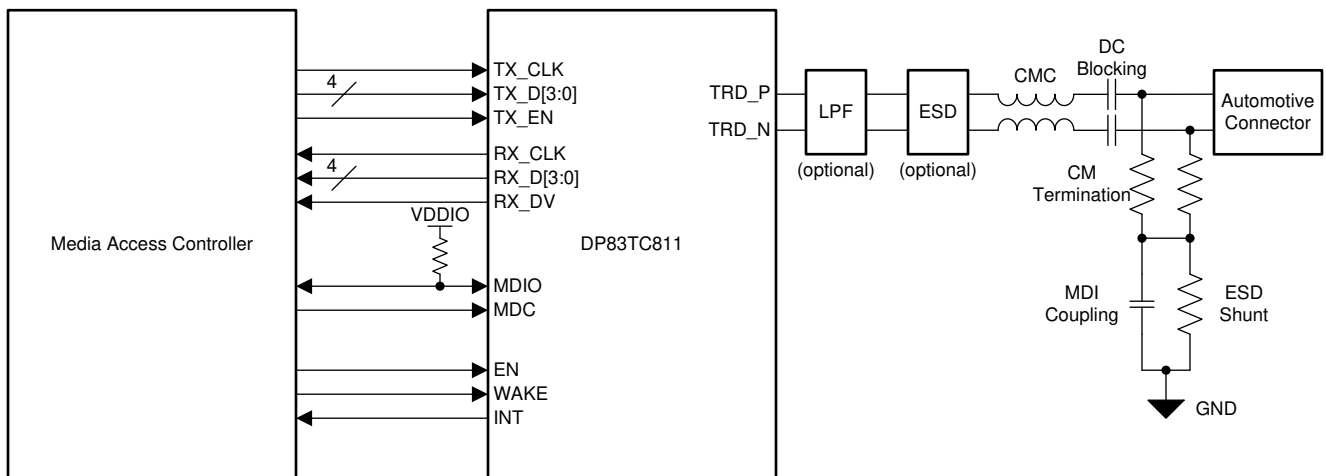 Media Access Controller
4
4
VDDIO
TX_CLK
TX_D[3:0]
TX_EN
RX_CLK
RX_D[3:0]
RX_DV
MDIO
MDC
EN
WAKE
INT
DP83TC811
TRD_P
TRD_N
LPF
(optional)
ESD
(optional)
CMC
DC
Blocking
Automotive
Connector
CM
Termination
MDI
Coupling
ESD
Shunt
GND